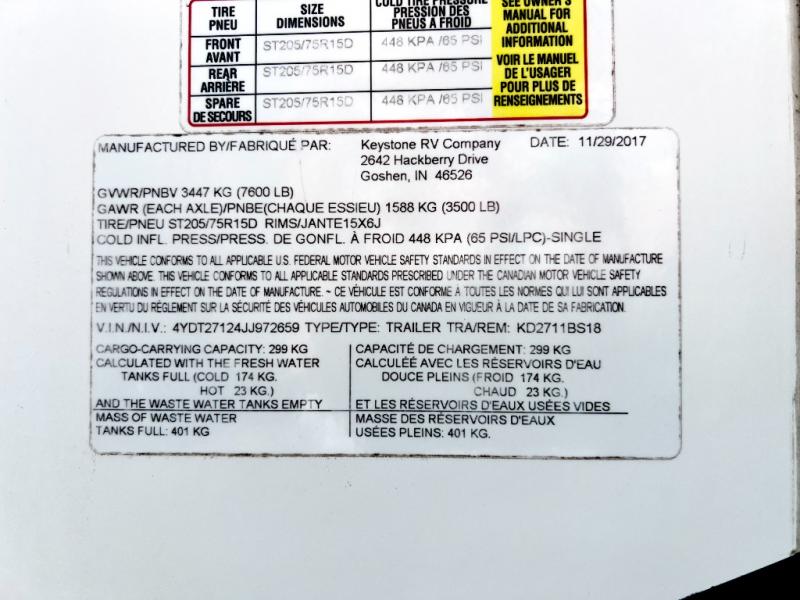 TIRE PNEU
SIZE DIMENSIONS
COLD TIRE PRESSURE
PRESSION DES
PNEUS A FROID
SEE OWNER'S
MANUAL FOR
ADDITIONAL
INFORMATION
VOIR LE MANUEL
DE L'USAGER
POUR PLUS DE
RENSEIGNEMENTS
FRONT AVANT ST205/75R15D 448 KPA /65 PSI
REAR ARRIÈRE ST205/75R15D 448 KPA /65 PSI
SPARE DE SECOURS ST205/75R15D 448 KPA /65 PSI
MANUFACTURED BY/FABRIQUÉ PAR: Keystone RV Company DATE: 11/29/2017
2642 Hackberry Drive
Goshen, IN 46526
GVWR/PNBV 3447 KG (7600 LB)
GAWR (EACH AXLE)/PNBE(CHAQUE ESSIEU) 1588 KG (3500 LB)
TIRE/PNEU ST205/75R15D RIMS/JANTE15X6J
COLD INFL. PRESS/PRESS. DE GONFL. À FROID 448 KPA (65 PSI/LPC)-SINGLE
THIS VEHICLE CONFORMS TO ALL APPLICABLE U.S. FEDERAL MOTOR VEHICLE SAFETY STANDARDS IN EFFECT ON THE DATE OF MANUFACTURE
SHOWN ABOVE. THIS VEHICLE CONFORMS TO ALL APPLICABLE STANDARDS PRESCRIBED UNDER THE CANADIAN MOTOR VEHICLE SAFETY
REGULATIONS IN EFFECT ON THE DATE OF MANUFACTURE. ~ CE VÉHICULE EST CONFORME À TOUTES LES NORMES QUI LUI SONT APPLICABLES
EN VERTU DU RÉGLEMENT SUR LA SÉCURITÉ DES VÉHICULES AUTOMOBILES DU CANADA EN VIGUEUR À LA DATE DE SA FABRICATION.
V.I.N./N.I.V.: 4YDT27124JJ972659 TYPE/TYPE: TRAILER TRA/REM: KD2711BS18
CARGO-CARRYING CAPACITY: 299 KG
CALCULATED WITH THE FRESH WATER
TANKS FULL (COLD 174 KG.
HOT 23 KG.)
AND THE WASTE WATER TANKS EMPTY
MASS OF WASTE WATER
TANKS FULL: 401 KG
CAPACITÉ DE CHARGEMENT: 299 KG
CALCULÉE AVEC LES RÉSERVOIRS D'EAU
DOUCE PLEINS (FROID 174 KG.
CHAUD 23 KG.)
ET LES RÉSERVOIRS D'EAUX USÉES VIDES
MASSE DES RÉSERVOIRS D'EAUX
USÉES PLEINS: 401 KG.